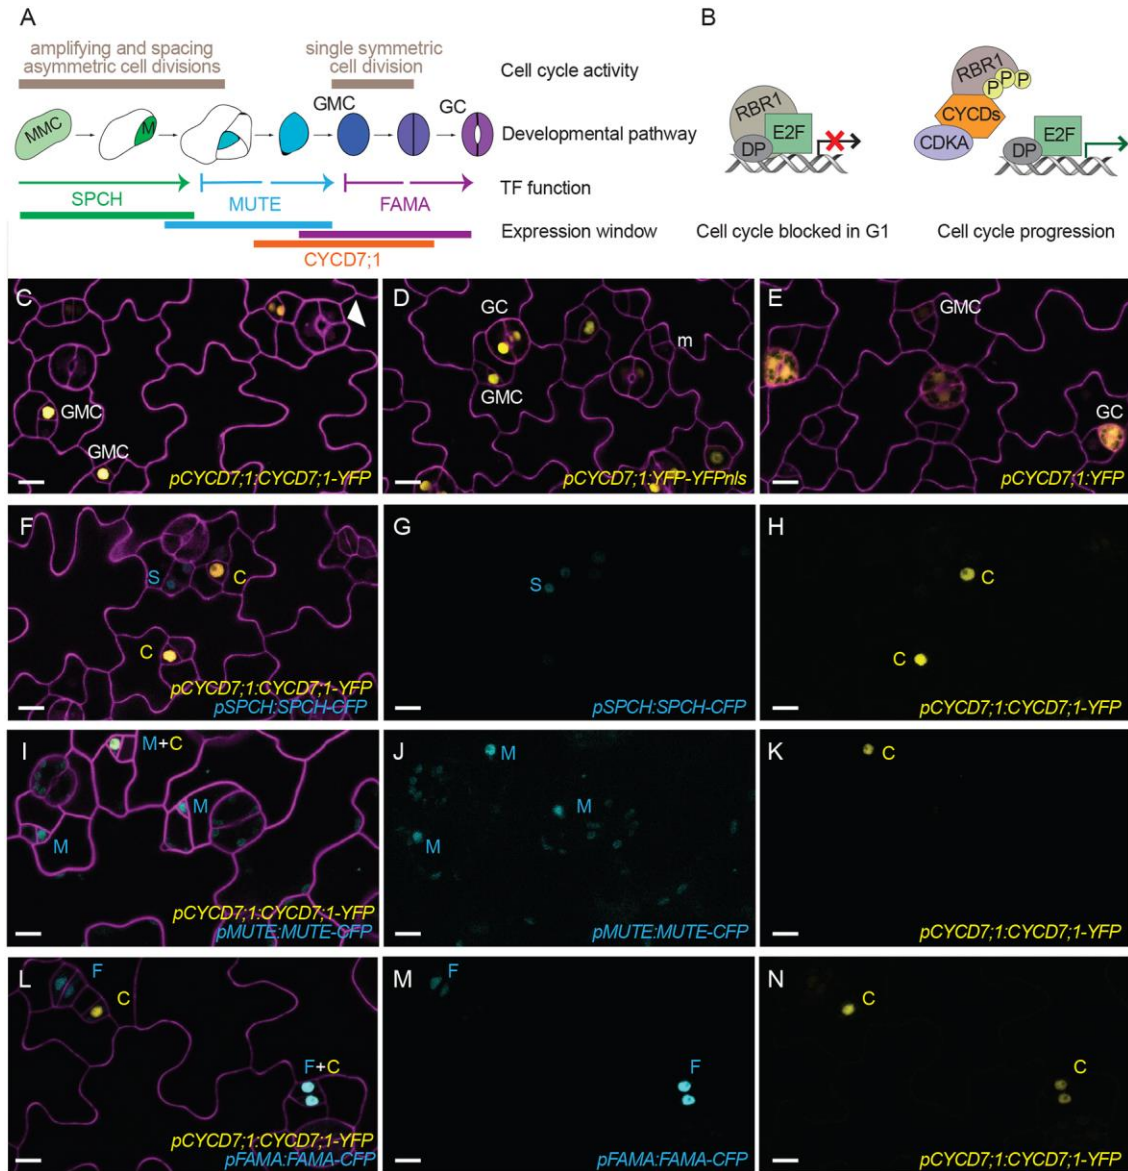 A
amplifying and spacing
asymmetric cell divisions
single symmetric
cell division
Cell cycle activity
MMC
M
GMC
GC
Developmental pathway
SPCH
MUTE
FAMA
TF function
CYCD7;1
Expression window
B
RBR1
DP
E2F
Cell cycle blocked in G1
RBR1
P
P
P
CYCDs
CDKA
DP
E2F
Cell cycle progression
C
GMC
GMC
pCYCD7;1:CYCD7;1-YFP
D
GC
GMC
m
pCYCD7;1:YFP-YFPnls
E
GMC
GC
pCYCD7;1:YFP
F
S
C
C
pCYCD7;1:CYCD7;1-YFP
pSPCH:SPCH-CFP
G
S
pSPCH:SPCH-CFP
H
C
C
pCYCD7;1:CYCD7;1-YFP
I
M+C
M
M
pCYCD7;1:CYCD7;1-YFP
pMUTE:MUTE-CFP
J
M
M
M
pMUTE:MUTE-CFP
K
C
pCYCD7;1:CYCD7;1-YFP
L
F
C
F+C
pCYCD7;1:CYCD7;1-YFP
pFAMA:FAMA-CFP
M
F
F
pFAMA:FAMA-CFP
N
C
C
pCYCD7;1:CYCD7;1-YFP